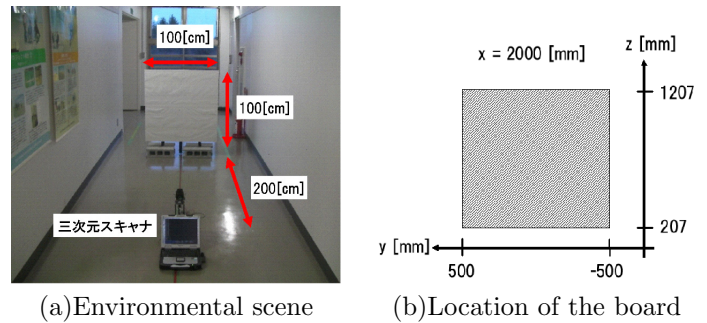 100[cm]
100[cm]
200[cm]
三次元スキャナ
(a)Environmental scene
x = 2000 [mm]
z [mm]
1207
207
y [mm]
500
-500
(b)Location of the board